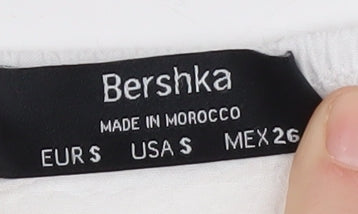 Bershka
MADE IN MOROCCO
EUR S USA S MEX 26